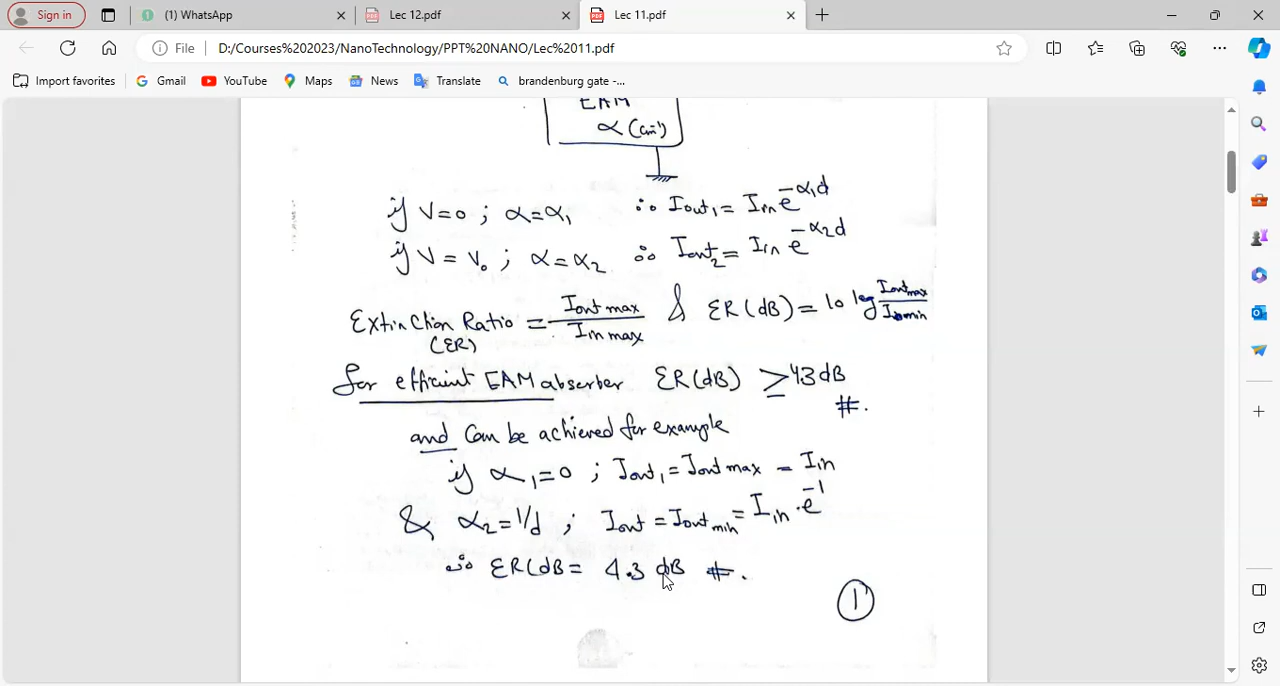 Sign in
(1) WhatsApp
Lec 12.pdf
Lec 11.pdf
File D:/Courses%202023/NanoTechnology/PPT%20NANO/Lec%2011.pdf
Import favorites
Gmail
YouTube
Maps
News
Translate
brandenburg gate -...
EAM
α (cm⁻¹)
if V=0 ; α=α₁ ∴ Iout₁ = Iin e^-α₁d
if V = V₀ ; α=α₂ ∴ Iout₂ = Iin e^-α₂d
Extinction Ratio = Iout max / Iin max & ER (dB) = 10 log Iout max / Iomin
(ER)
for efficient EAM absorber ER(dB) ≥ 43 dB
#.
and Can be achieved for example
if α₁=0 ; Iout₁ = Iout max = Iin
& α₂ = 1/d ; Iout = Iout min = Iin . e⁻¹
∴ ER(dB = 4.3 dB #.
1